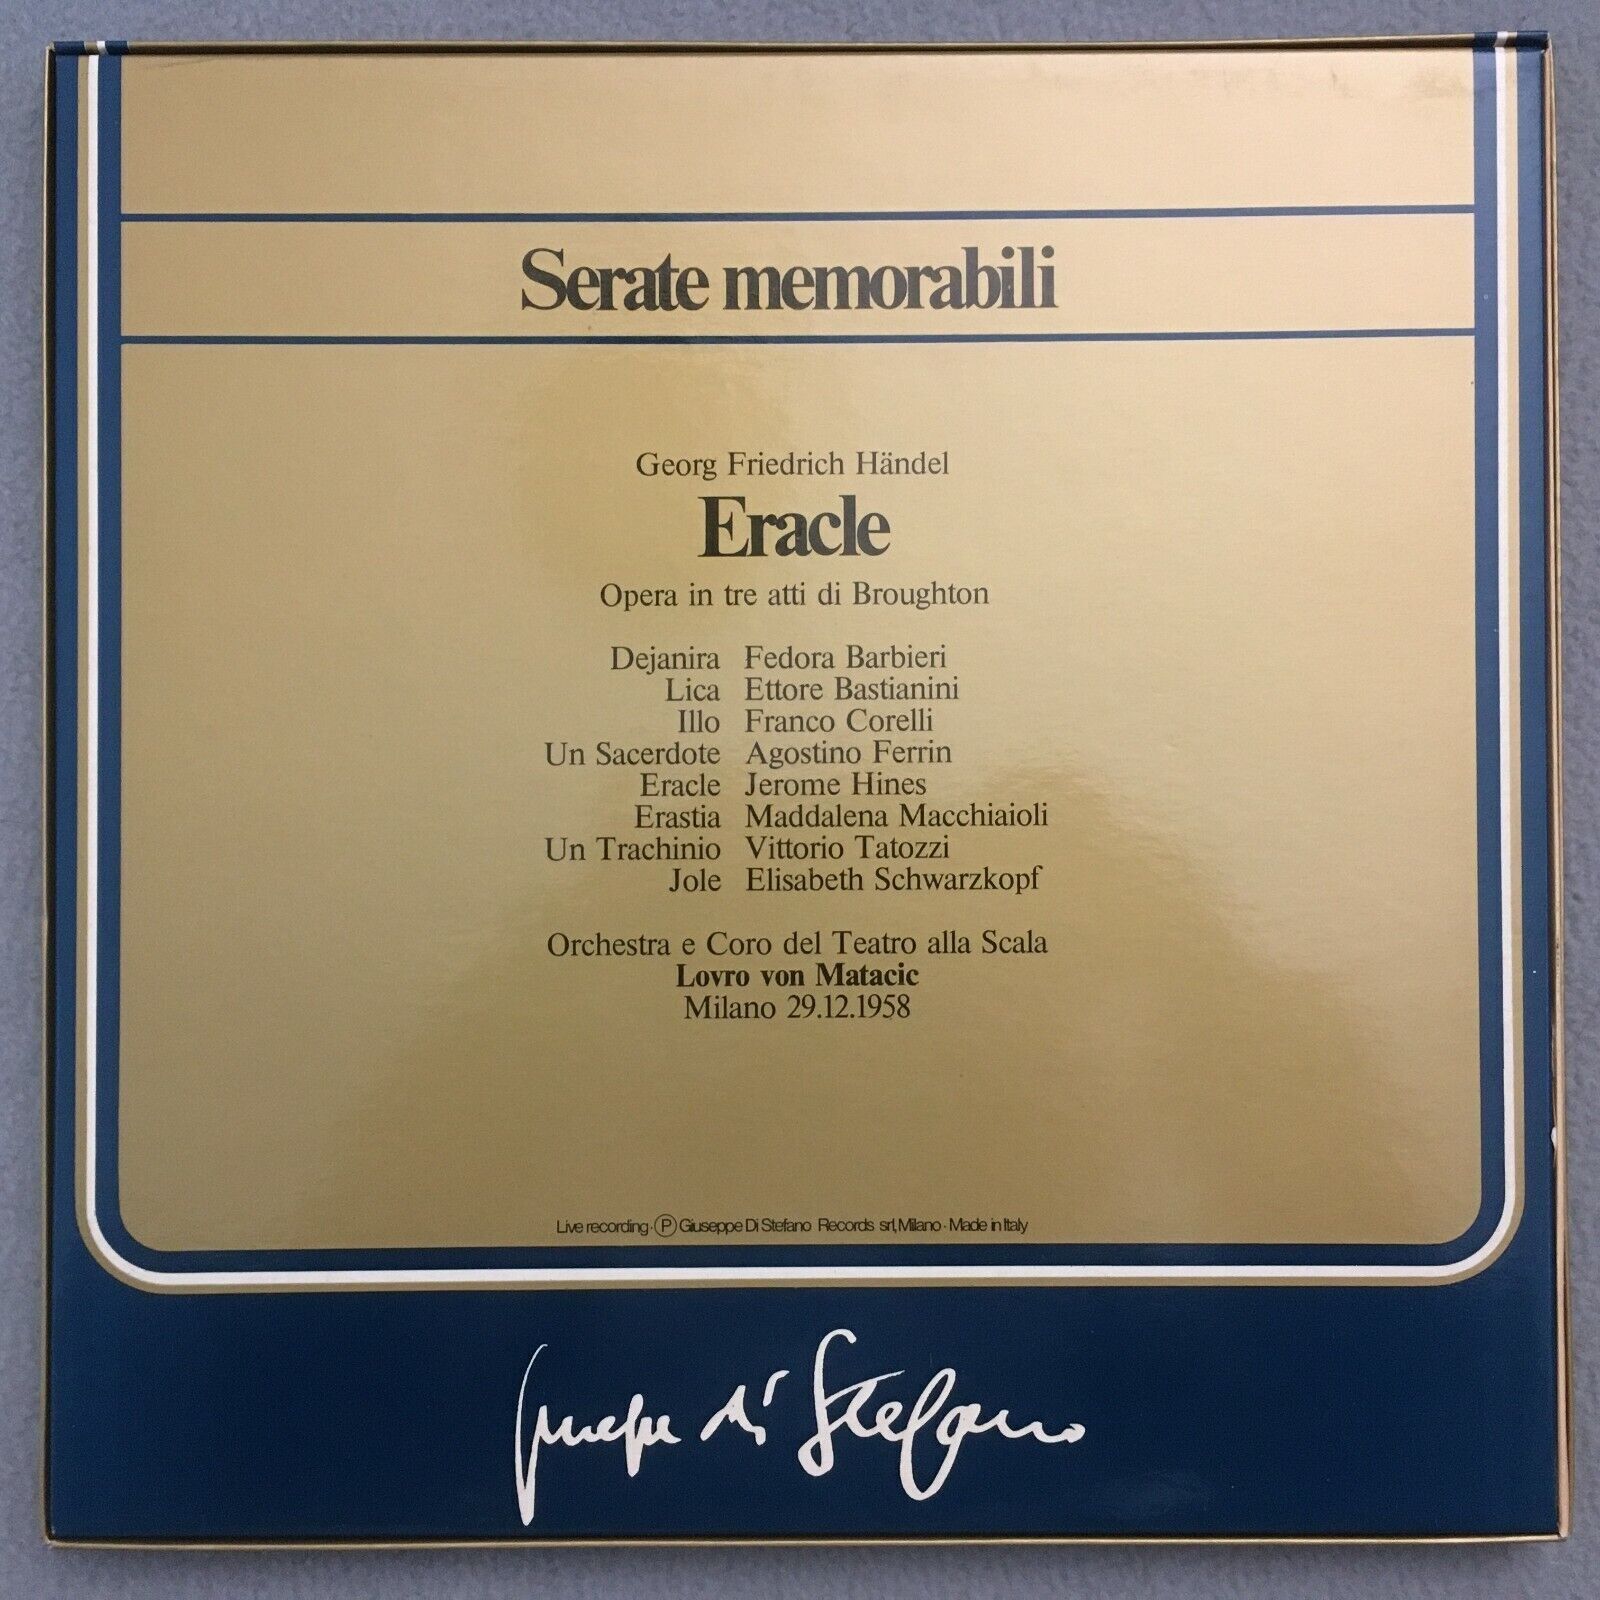 Serate memorabili
Georg Friedrich Händel
Eracle
Opera in tre atti di Broughton
Dejanira Fedora Barbieri
Lica Ettore Bastianini
Illo Franco Corelli
Un Sacerdote Agostino Ferrin
Eracle Jerome Hines
Erastia Maddalena Macchiaioli
Un Trachinio Vittorio Tatozzi
Jole Elisabeth Schwarzkopf
Orchestra e Coro del Teatro alla Scala
Lovro von Matacic
Milano 29.12.1958
Live recording · Ⓟ Giuseppe Di Stefano Records srl, Milano · Made in Italy
Giuseppe di Stefano